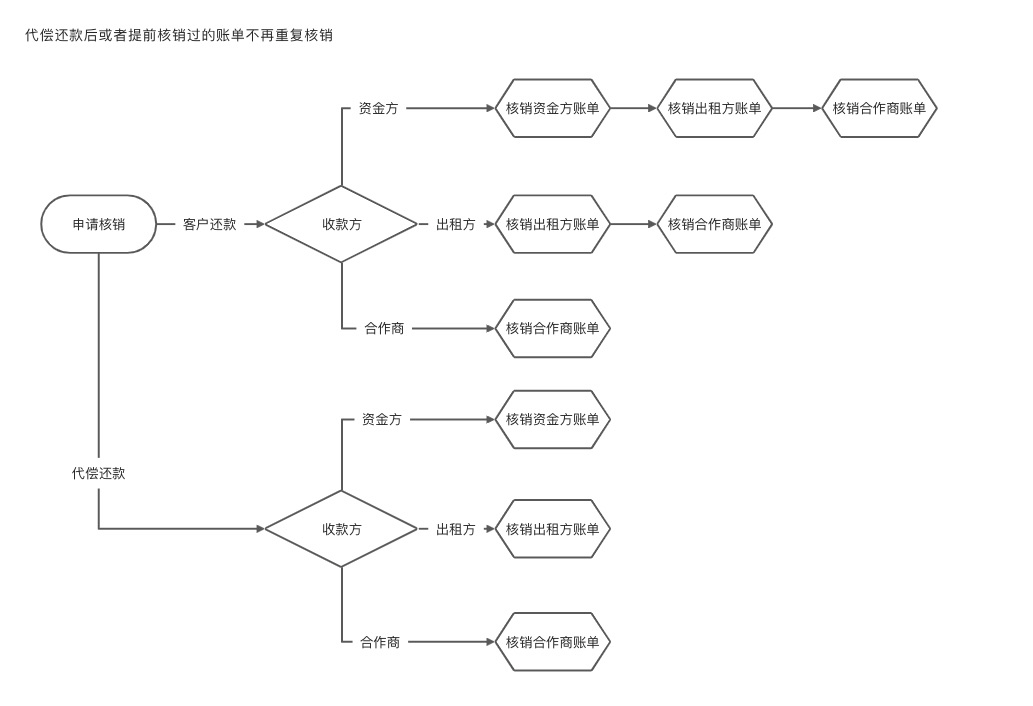 代偿还款后或者提前核销过的账单不再重复核销
资金方
核销资金方账单
核销出租方账单
核销合作商账单
申请核销
客户还款
收款方
出租方
核销出租方账单
核销合作商账单
合作商
核销合作商账单
资金方
核销资金方账单
代偿还款
收款方
出租方
核销出租方账单
合作商
核销合作商账单